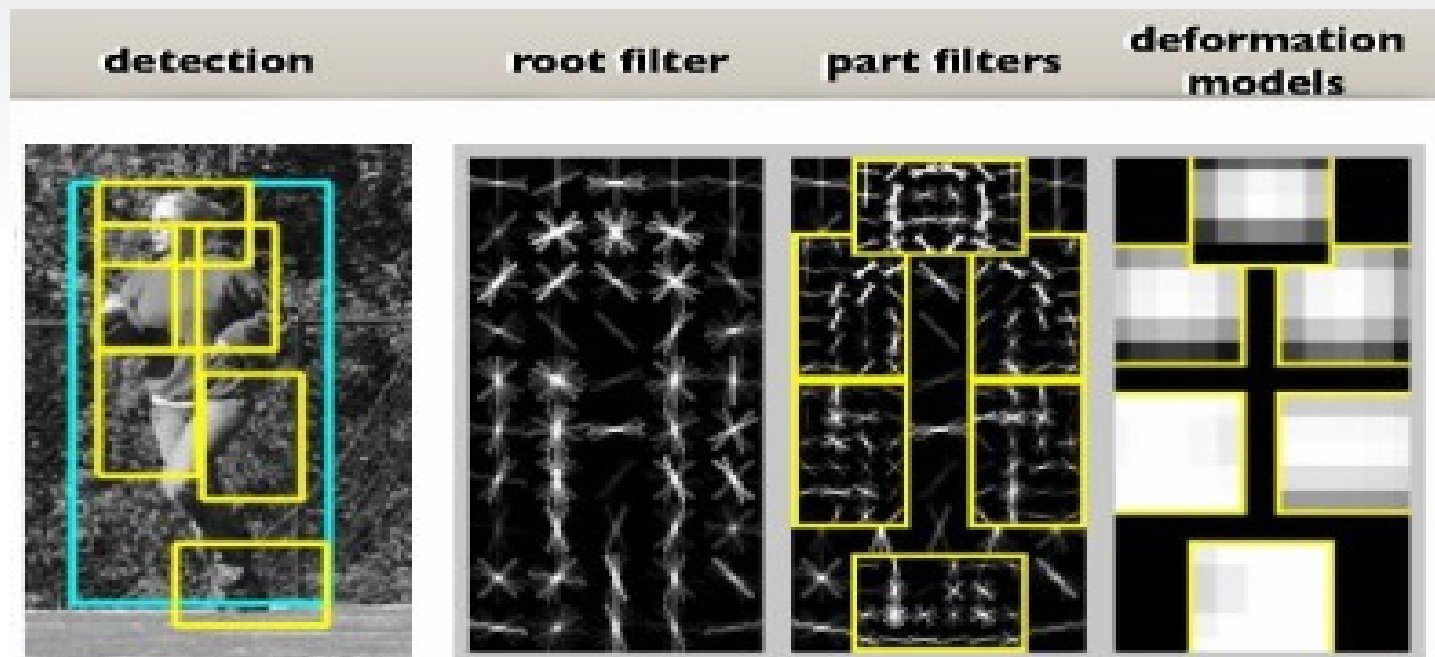 detection
root filter
part filters
deformation
models